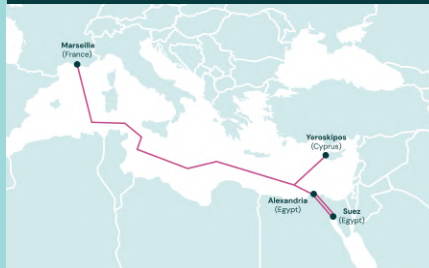 Marseille
(France)
Yeroskipos
(Cyprus)
Alexandria
(Egypt)
Suez
(Egypt)